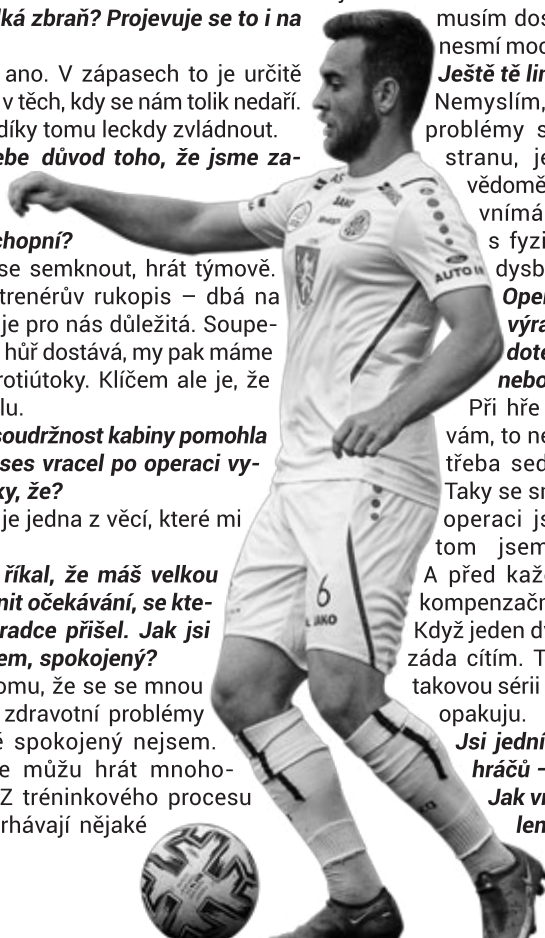 lká zbraň? Projevuje se to i na
ano. V zápasech to je určitě
v těch, kdy se nám tolik nedaří.
díky tomu leckdy zvládnout.
ebe důvod toho, že jsme za-
chopní?
se semknout, hrát týmově.
trenérův rukopis – dbá na
je pro nás důležitá. Soupe-
hůř dostává, my pak máme
rotiútoky. Klíčem ale je, že
lu.
soudržnost kabiny pomohla
ses vracel po operaci vy-
ky, že?
je jedna z věcí, které mi
říkal, že máš velkou
nit očekávání, se kte-
radce přišel. Jak jsi
em, spokojený?
omu, že se se mnou
zdravotní problémy
ě spokojený nejsem.
e můžu hrát mnoho-
Z tréninkového procesu
rhávají nějaké
musím dos
nesmí moc
Ještě tě lim
Nemyslím,
problémy s
stranu, je
vědomě
vnímá
s fyzi
dysb
Oper
výra
dote
nebo
Při hře
vám, to ne
třeba sed
Taky se sn
operaci js
tom jsem
A před kaž
kompenzačn
Když jeden d
záda cítím. T
takovou sérii
opakuju.
Jsi jední
hráčů –
Jak vn
len
AUTO IN
6
JAKO